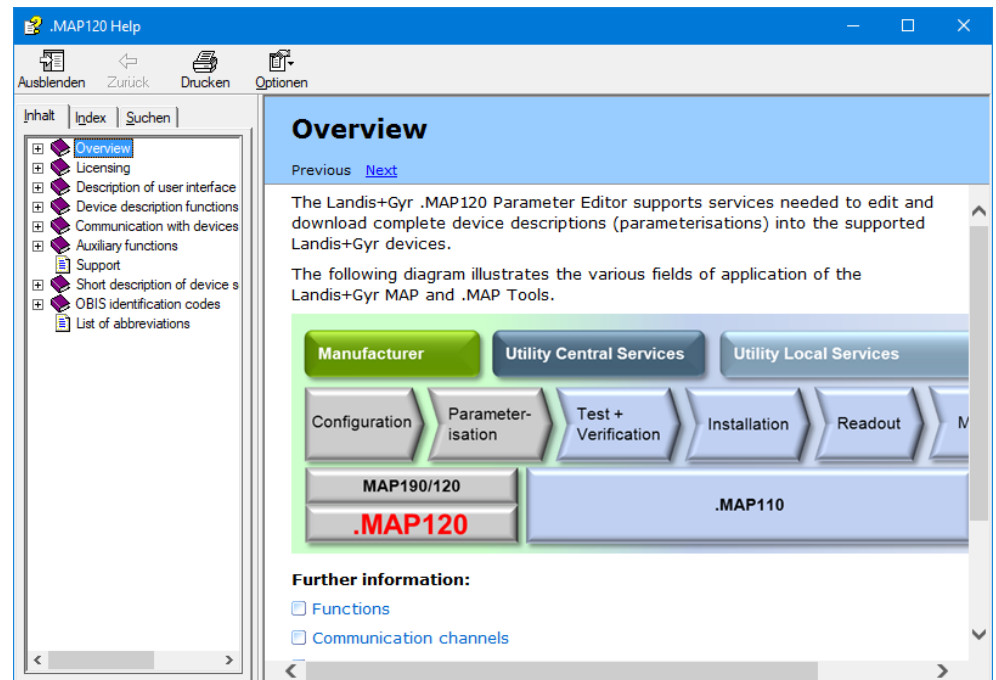 .MAP120 Help
Ausblenden Zurück Drucken Optionen
Inhalt Index Suchen
Overview
Licensing
Description of user interface
Device description functions
Communication with devices
Auxiliary functions
Support
Short description of device s
OBIS identification codes
List of abbreviations
Overview
Previous Next
The Landis+Gyr .MAP120 Parameter Editor supports services needed to edit and
download complete device descriptions (parameterisations) into the supported
Landis+Gyr devices.
The following diagram illustrates the various fields of application of the
Landis+Gyr MAP and .MAP Tools.
Manufacturer Utility Central Services Utility Local Services
Configuration Parameter-
isation Test +
Verification Installation Readout M
MAP190/120
.MAP120
.MAP110
Further information:
Functions
Communication channels